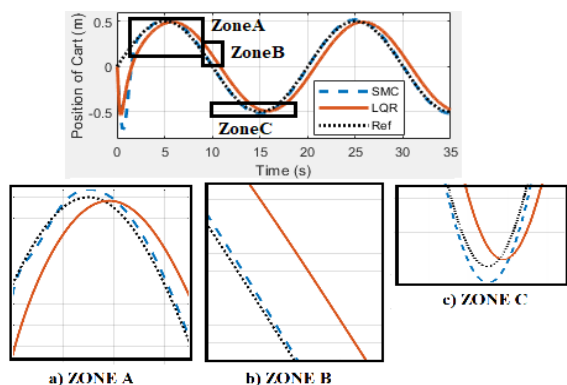 Position of Cart (m)
0.5
0
-0.5
ZoneA
ZoneB
ZoneC
SMC
LQR
Ref
0 5 10 15 20 25 30 35
Time (s)
a) ZONE A
b) ZONE B
c) ZONE C